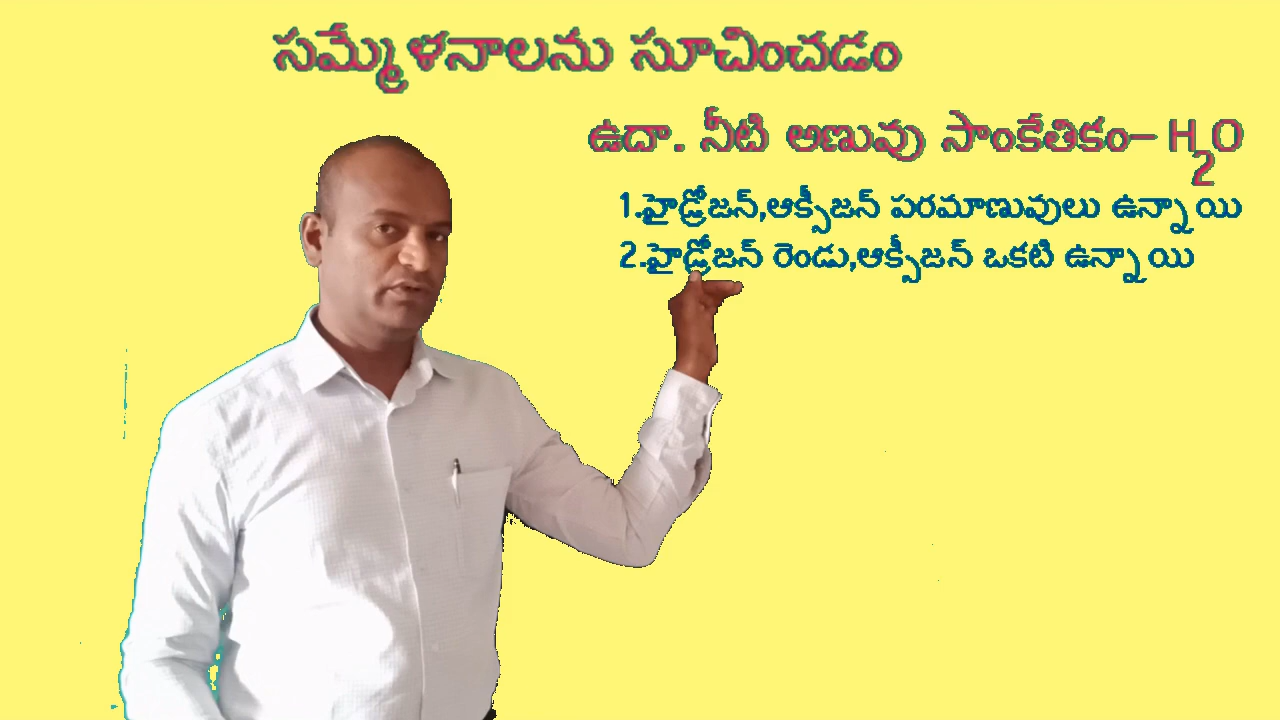 సమ్మేళనాలను సూచించడం
ఉదా. నీటి అణువు సాంకేతికం- H₂O
1.హైడ్రోజన్,ఆక్సీజన్ పరమాణువులు ఉన్నాయి
2.హైడ్రోజన్ రెండు,ఆక్సీజన్ ఒకటి ఉన్నాయి